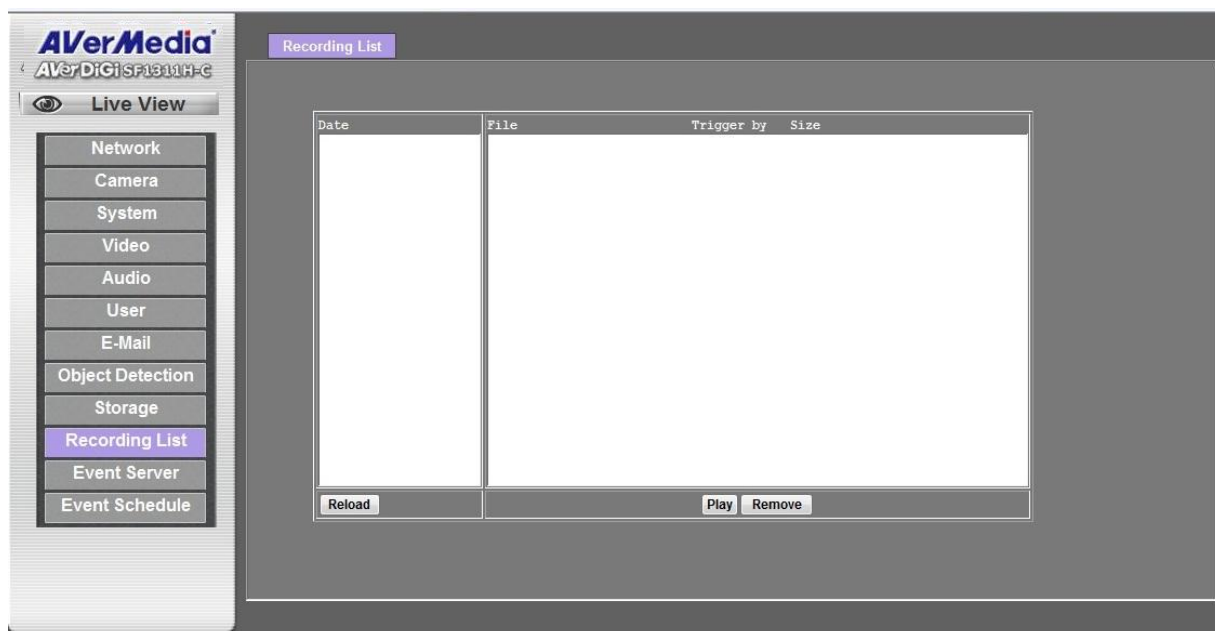 AVerMedia
AVerDiGi SF1311H-C
Live View
Network
Camera
System
Video
Audio
User
E-Mail
Object Detection
Storage
Recording List
Event Server
Event Schedule
Recording List
Date File Trigger by Size
Reload Play Remove